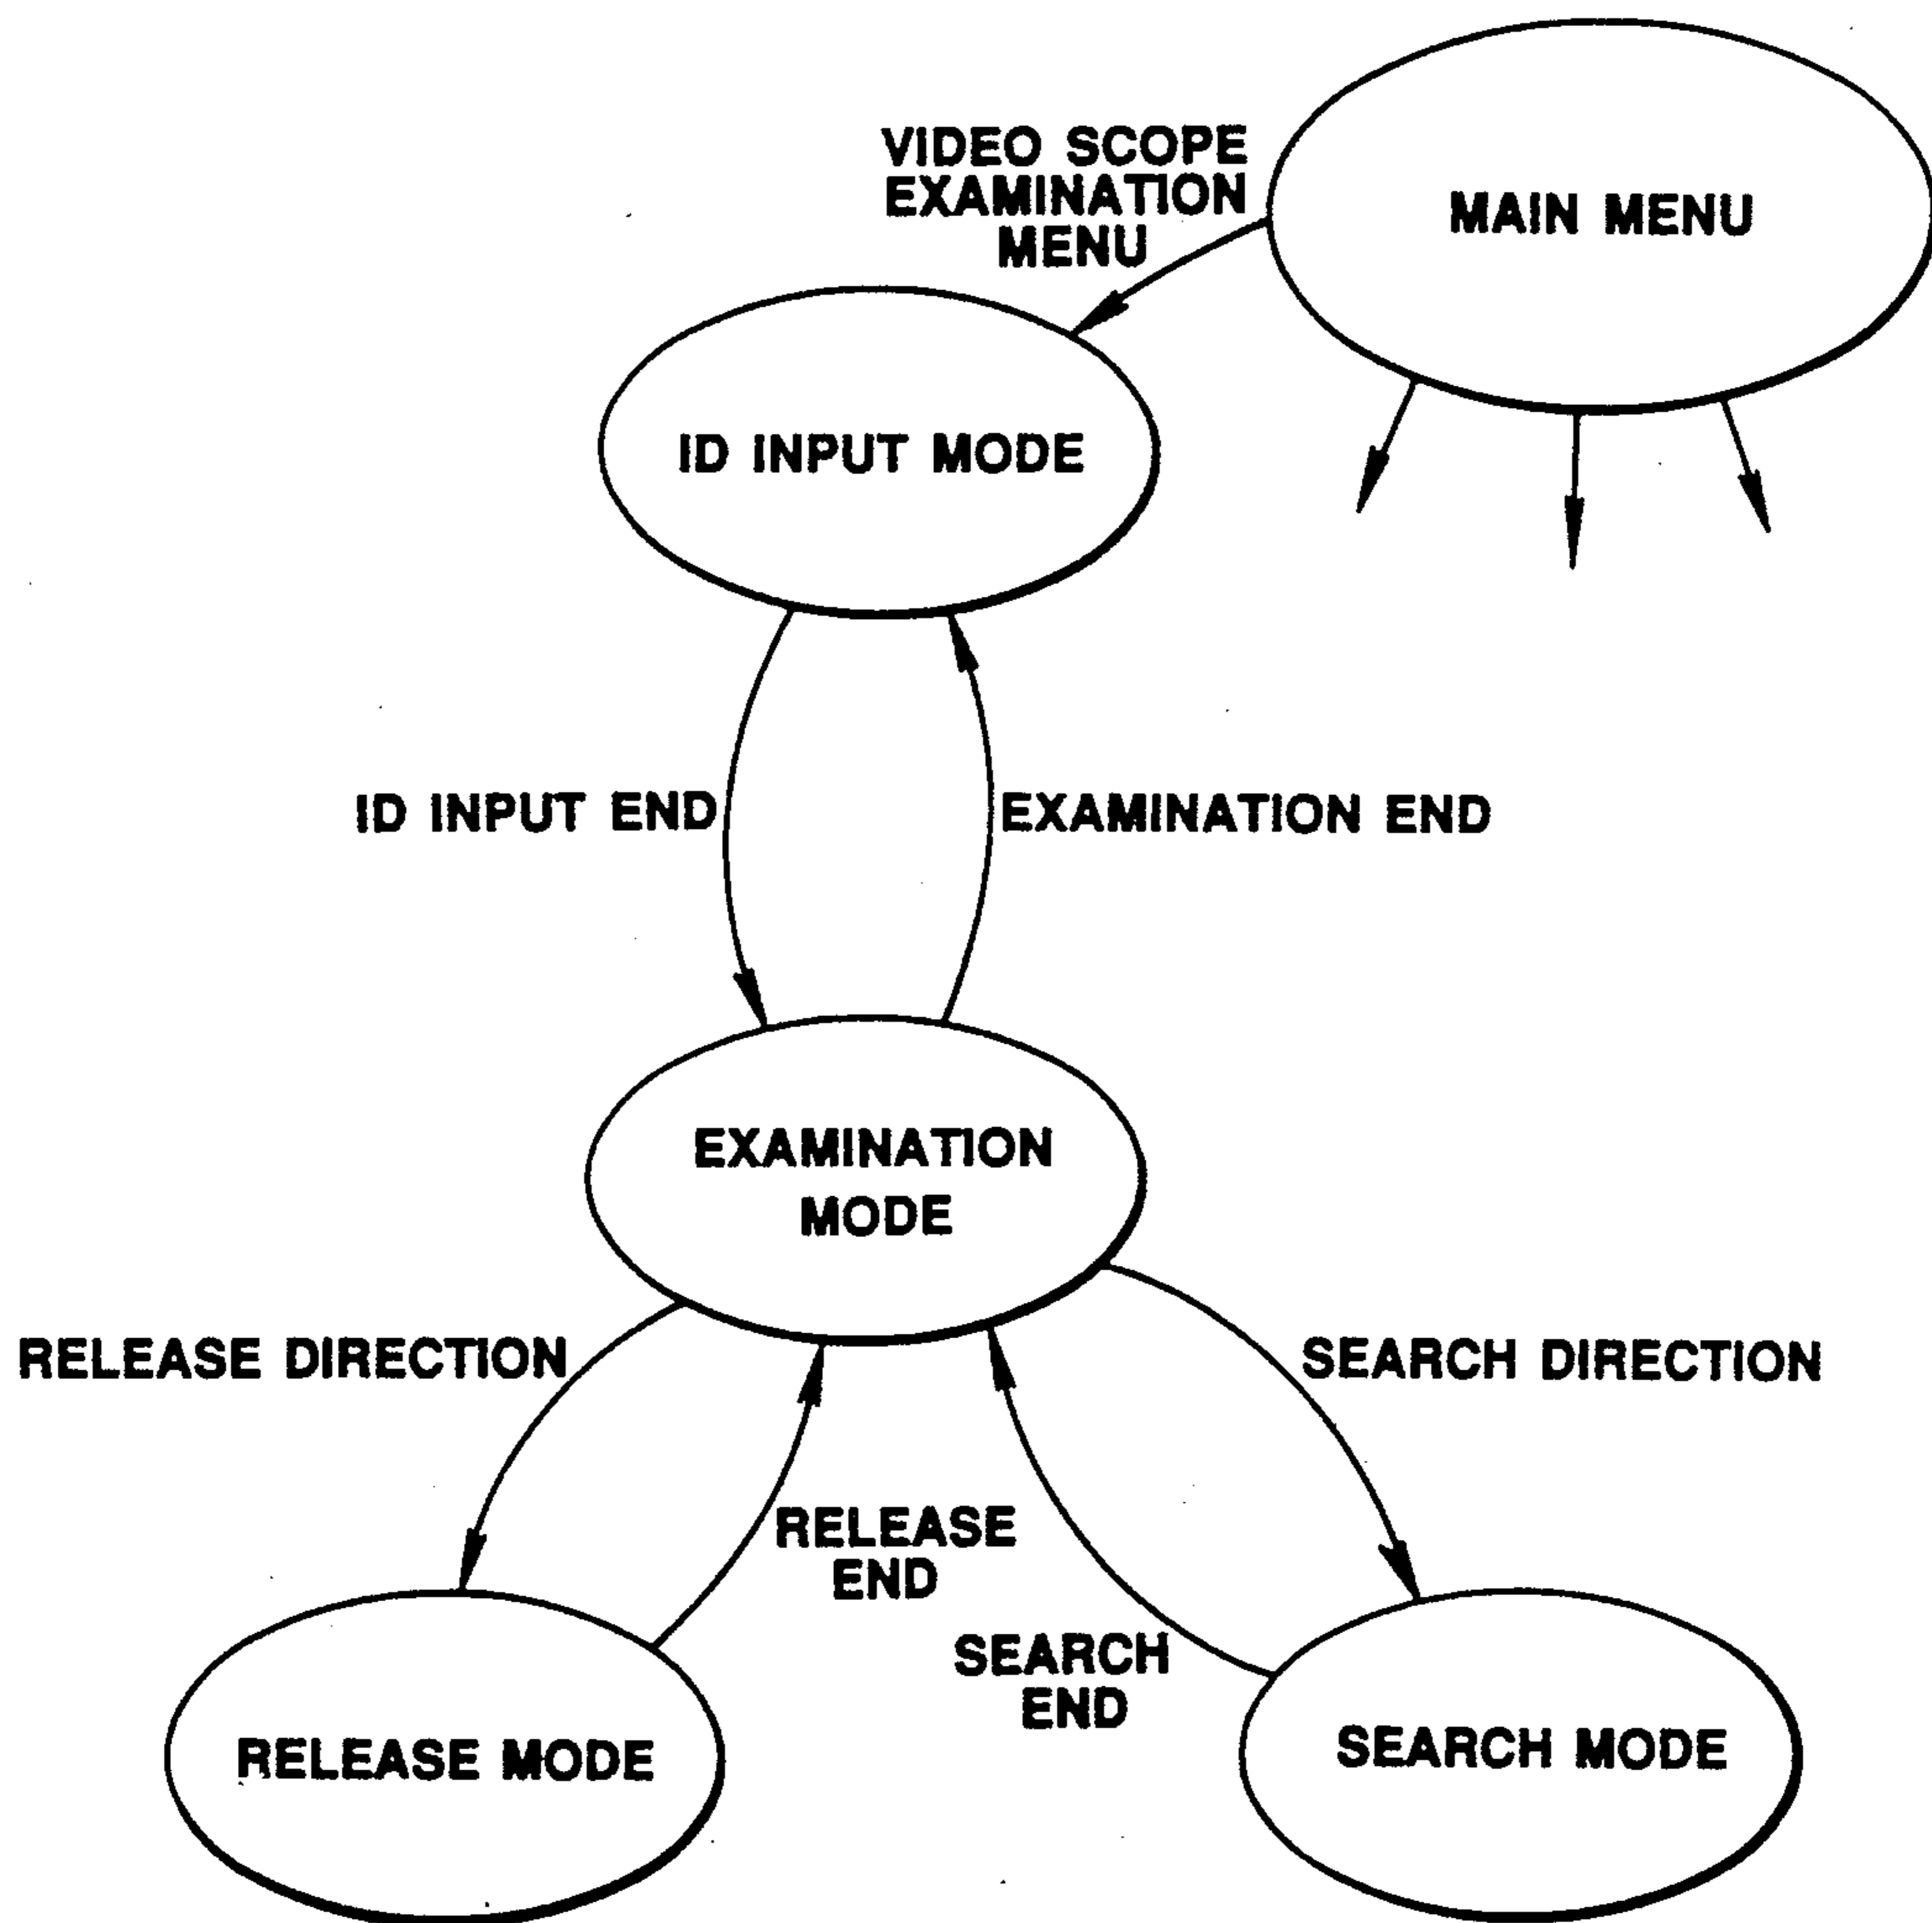 VIDEO SCOPE
EXAMINATION
MENU
MAIN MENU
ID INPUT MODE
ID INPUT END
EXAMINATION END
EXAMINATION
MODE
RELEASE DIRECTION
SEARCH DIRECTION
RELEASE
END
SEARCH
END
RELEASE MODE
SEARCH MODE